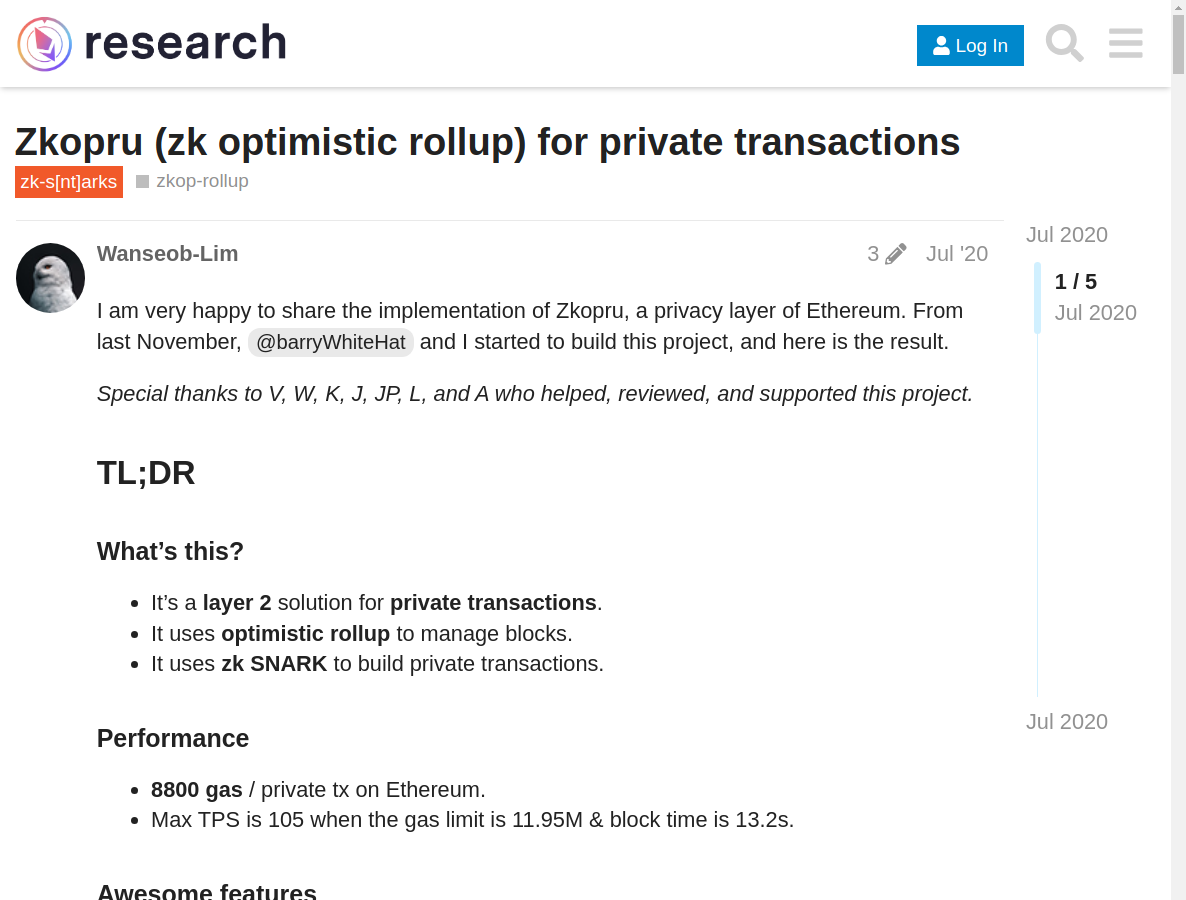 research
Log In
Zkopru (zk optimistic rollup) for private transactions
zk-s[nt]arks zkop-rollup
Jul 2020
Wanseob-Lim 3 Jul '20
1 / 5
Jul 2020
I am very happy to share the implementation of Zkopru, a privacy layer of Ethereum. From
last November, @barryWhiteHat and I started to build this project, and here is the result.
Special thanks to V, W, K, J, JP, L, and A who helped, reviewed, and supported this project.
TL;DR
What’s this?
• It’s a layer 2 solution for private transactions.
• It uses optimistic rollup to manage blocks.
• It uses zk SNARK to build private transactions.
Jul 2020
Performance
• 8800 gas / private tx on Ethereum.
• Max TPS is 105 when the gas limit is 11.95M & block time is 13.2s.
Awesome features